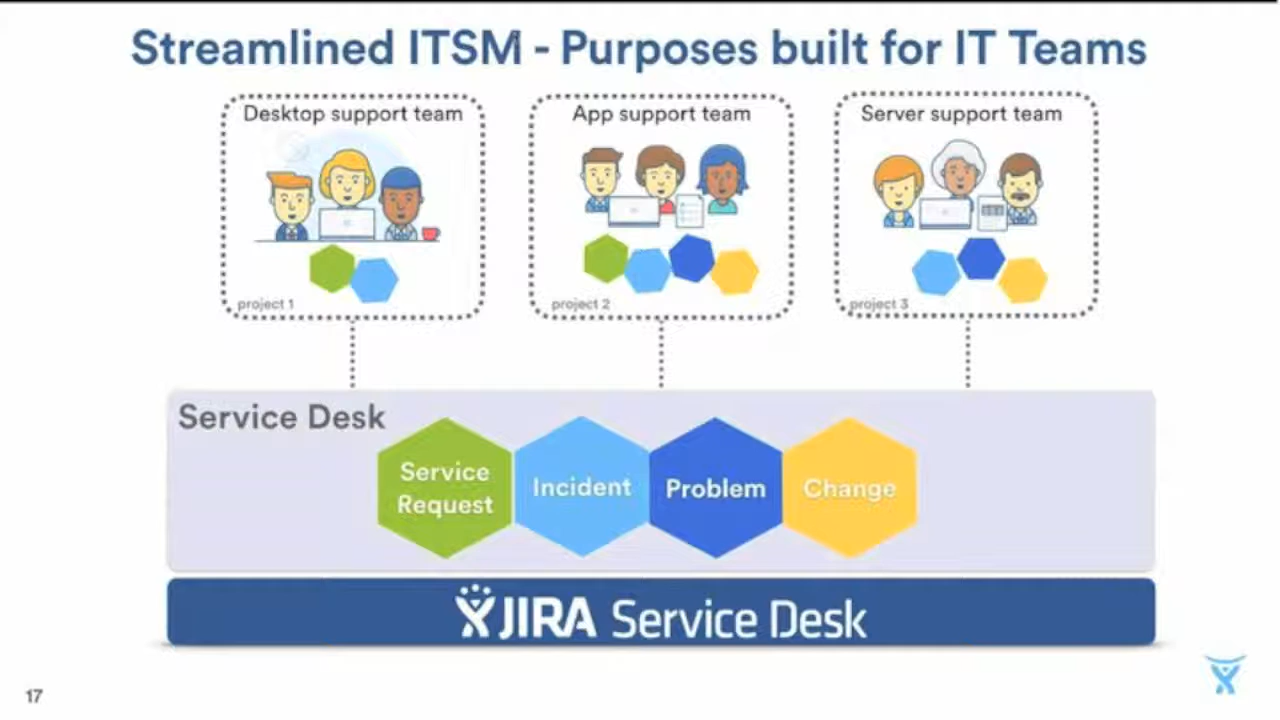 Streamlined ITSM - Purposes built for IT Teams
Desktop support team
App support team
Server support team
project 1
project 2
project 3
Service Desk
Service
Request
Incident
Problem
Change
JIRA Service Desk
17